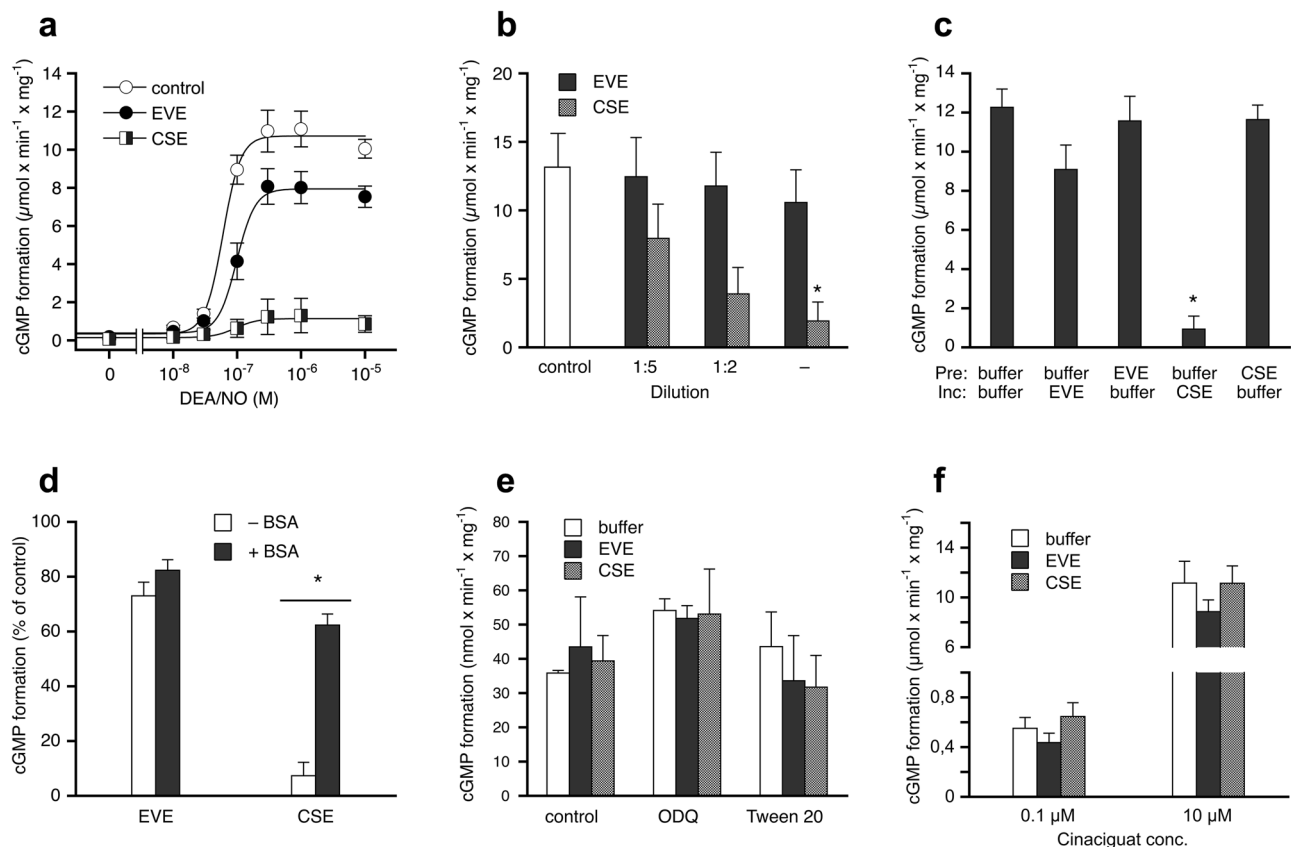 a
cGMP formation (µmol x min⁻¹ x mg⁻¹)
14
12
10
8
6
4
2
0
control
EVE
CSE
0
10⁻⁸
10⁻⁷
10⁻⁶
10⁻⁵
DEA/NO (M)
b
cGMP formation (µmol x min⁻¹ x mg⁻¹)
20
15
10
5
0
EVE
CSE
*
control
1:5
1:2
–
Dilution
c
cGMP formation (µmol x min⁻¹ x mg⁻¹)
14
12
10
8
6
4
2
0
*
Pre: buffer buffer EVE buffer CSE
Inc: buffer EVE buffer CSE buffer
d
cGMP formation (% of control)
100
80
60
40
20
0
– BSA
+ BSA
*
EVE
CSE
e
cGMP formation (nmol x min⁻¹ x mg⁻¹)
80
70
60
50
40
30
20
10
0
buffer
EVE
CSE
control
ODQ
Tween 20
f
cGMP formation (µmol x min⁻¹ x mg⁻¹)
14
10
6
0,8
0,4
0
buffer
EVE
CSE
0.1 µM
10 µM
Cinaciguat conc.